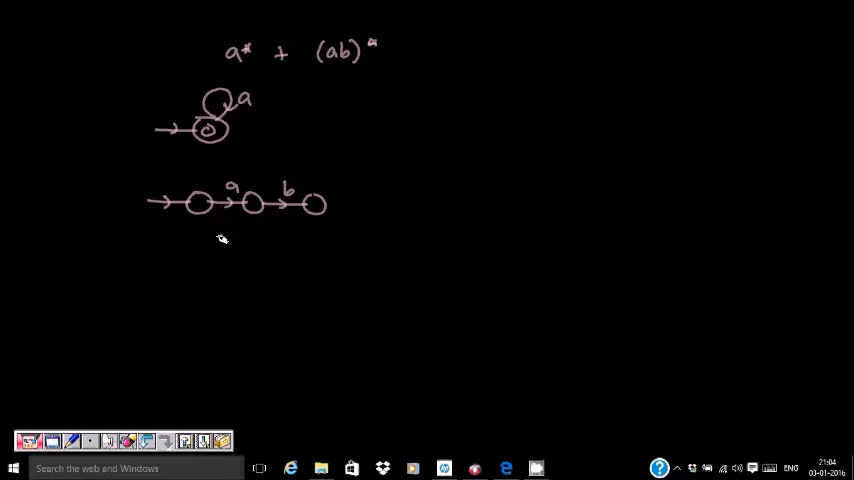 a* + (ab)*
a
a b
Search the web and Windows
ENG
21:04
03-01-2016